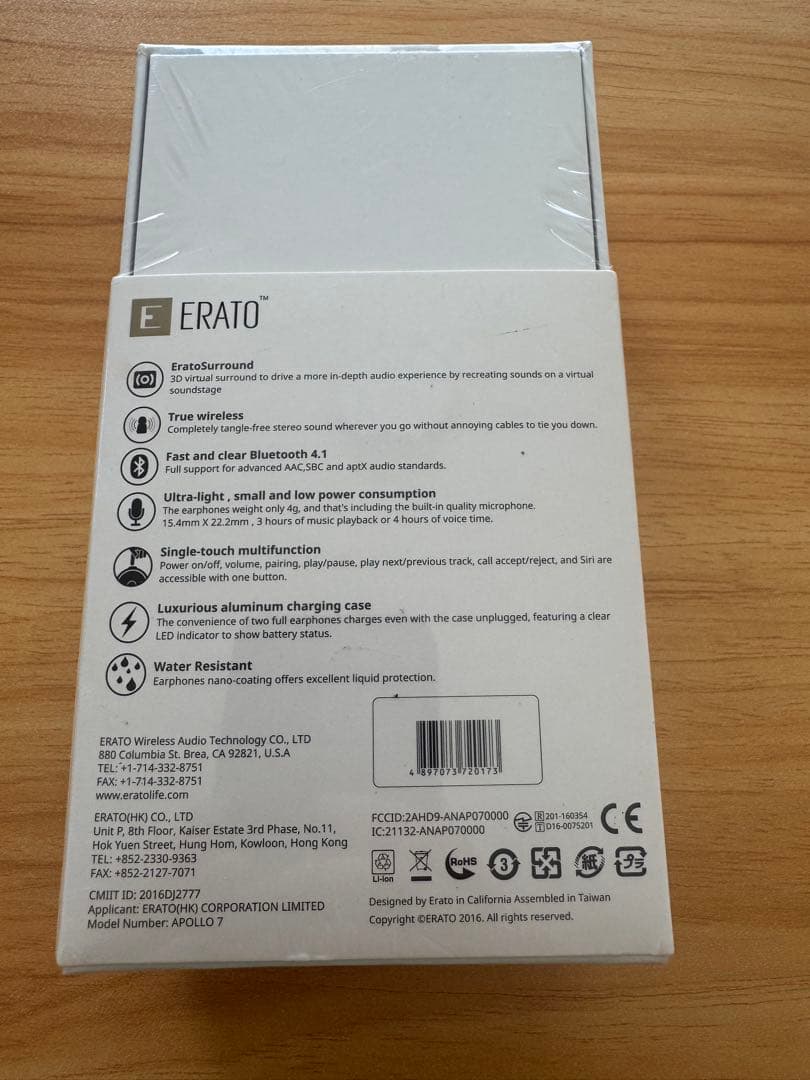 E ERATO™
EratoSurround
3D virtual surround to drive a more in-depth audio experience by recreating sounds on a virtual
soundstage
True wireless
Completely tangle-free stereo sound wherever you go without annoying cables to tie you down.
Fast and clear Bluetooth 4.1
Full support for advanced AAC,SBC and aptX audio standards.
Ultra-light , small and low power consumption
The earphones weight only 4g, and that's including the built-in quality microphone.
15.4mm X 22.2mm , 3 hours of music playback or 4 hours of voice time.
Single-touch multifunction
Power on/off, volume, pairing, play/pause, play next/previous track, call accept/reject, and Siri are
accessible with one button.
Luxurious aluminum charging case
The convenience of two full earphones charges even with the case unplugged, featuring a clear
LED indicator to show battery status.
Water Resistant
Earphones nano-coating offers excellent liquid protection.
ERATO Wireless Audio Technology CO., LTD
880 Columbia St. Brea, CA 92821, U.S.A
TEL: +1-714-332-8751
FAX: +1-714-332-8751
www.eratolife.com
ERATO(HK) CO., LTD
Unit P, 8th Floor, Kaiser Estate 3rd Phase, No.11,
Hok Yuen Street, Hung Hom, Kowloon, Hong Kong
TEL: +852-2330-9363
FAX: +852-2127-7071
CMIIT ID: 2016DJ2777
Applicant: ERATO(HK) CORPORATION LIMITED
Model Number: APOLLO 7
4 897073 720173
FCCID:2AHD9-ANAP070000
IC:21132-ANAP070000
R 201-160354
T D16-0075201
CE
Li-ion
RoHS
3
紙
プラ
Designed by Erato in California Assembled in Taiwan
Copyright ©ERATO 2016. All rights reserved.